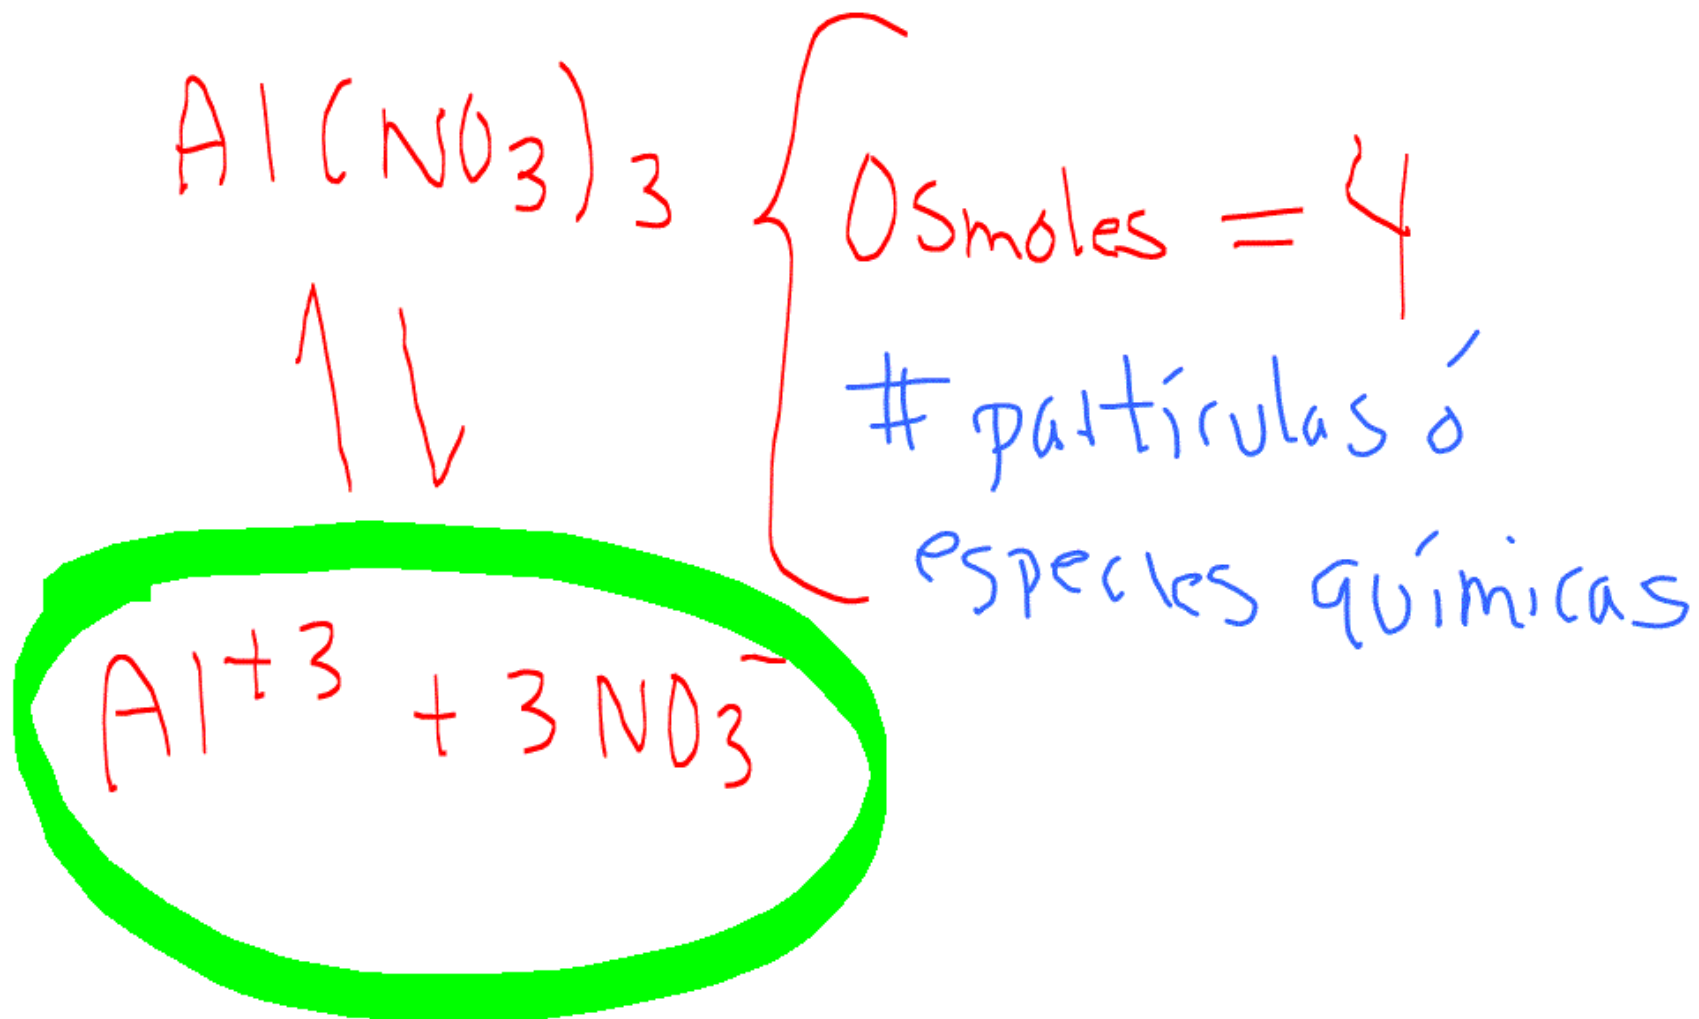 Al(NO3)3
Osmoles = 4
# partículas ó
especies químicas
Al+3 + 3NO3-